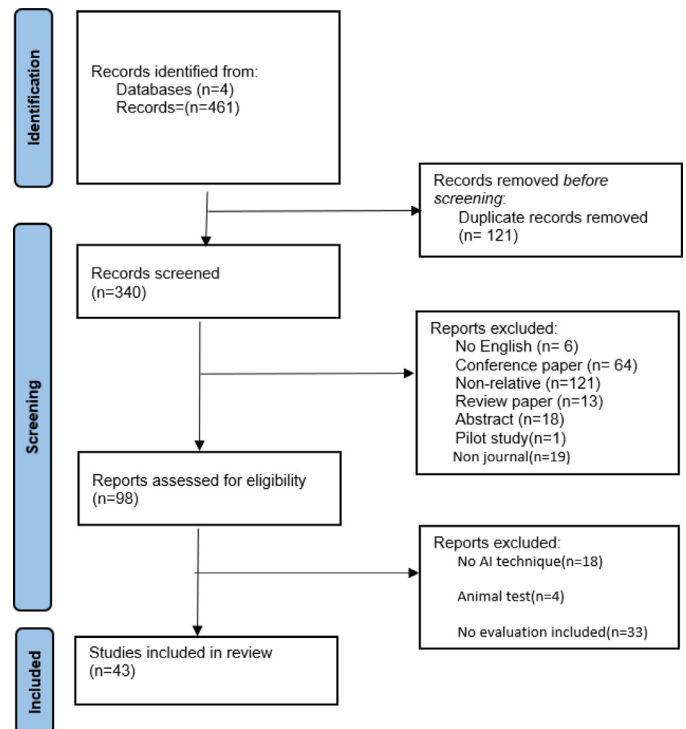 Identification
Records identified from:
Databases (n=4)
Records=(n=461)
Records removed before
screening:
Duplicate records removed
(n= 121)
Screening
Records screened
(n=340)
Reports excluded:
No English (n= 6)
Conference paper (n= 64)
Non-relative (n=121)
Review paper (n=13)
Abstract (n=18)
Pilot study(n=1)
Non journal(n=19)
Reports assessed for eligibility
(n=98)
Reports excluded:
No AI technique(n=18)
Animal test(n=4)
No evaluation included(n=33)
Included
Studies included in review
(n=43)